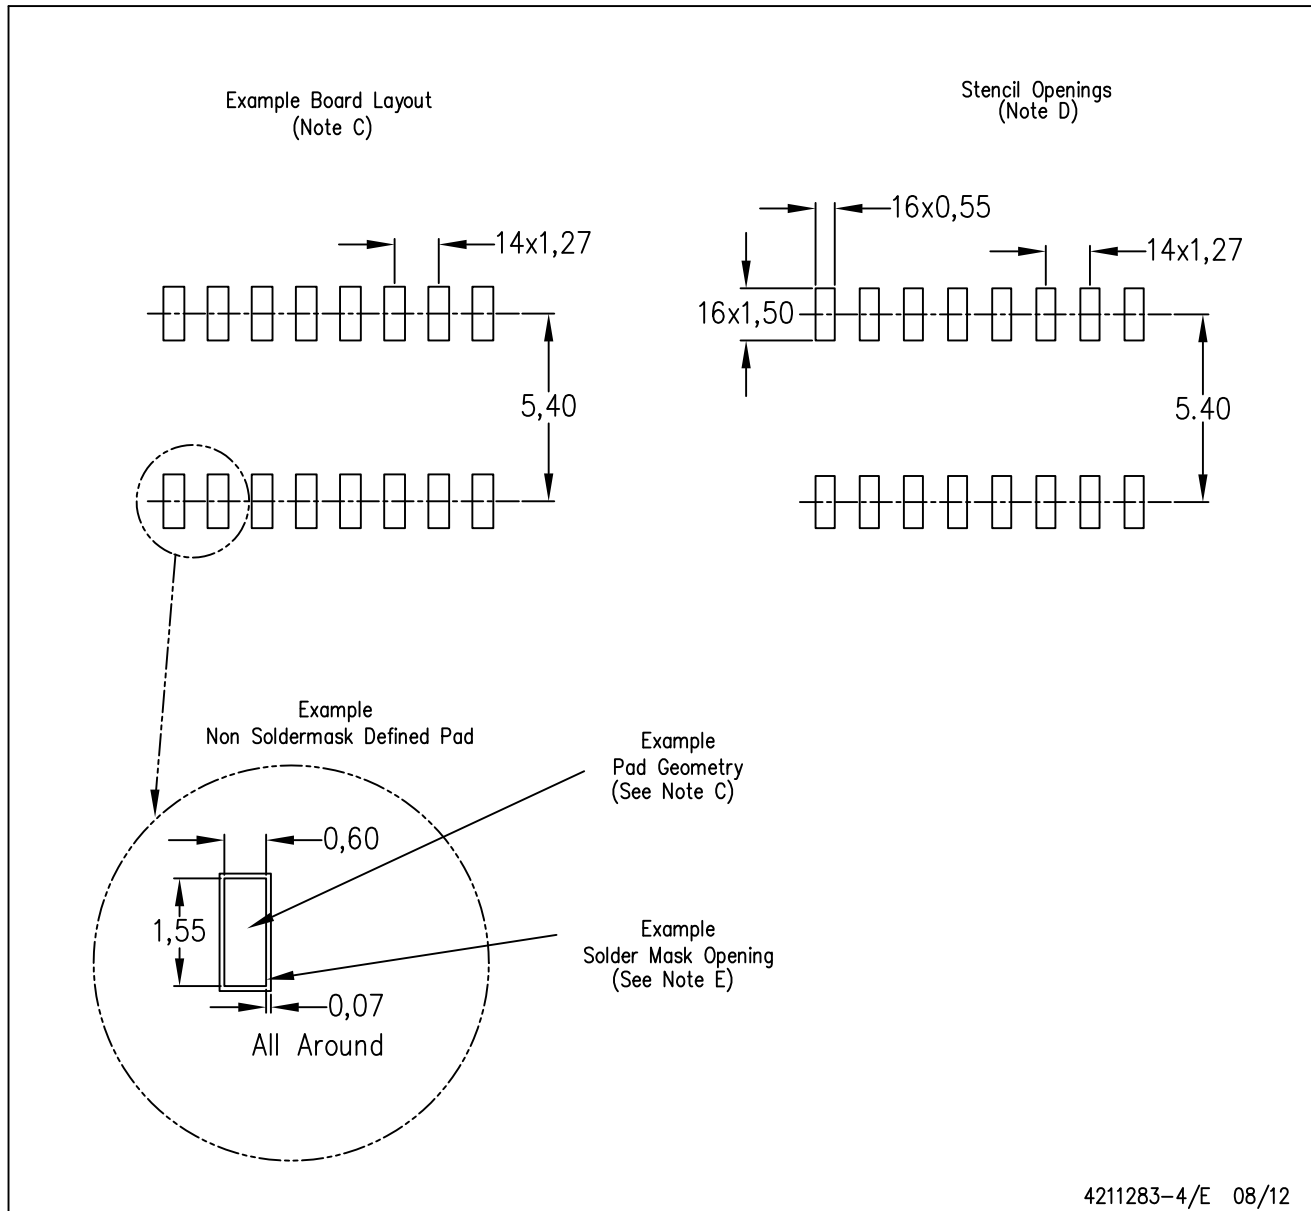 Example Board Layout
(Note C)
Stencil Openings
(Note D)
14x1,27
5,40
16x0,55
14x1,27
16x1,50
5.40
Example
Non Soldermask Defined Pad
Example
Pad Geometry
(See Note C)
0,60
1,55
Example
Solder Mask Opening
(See Note E)
0,07
All Around
4211283-4/E 08/12